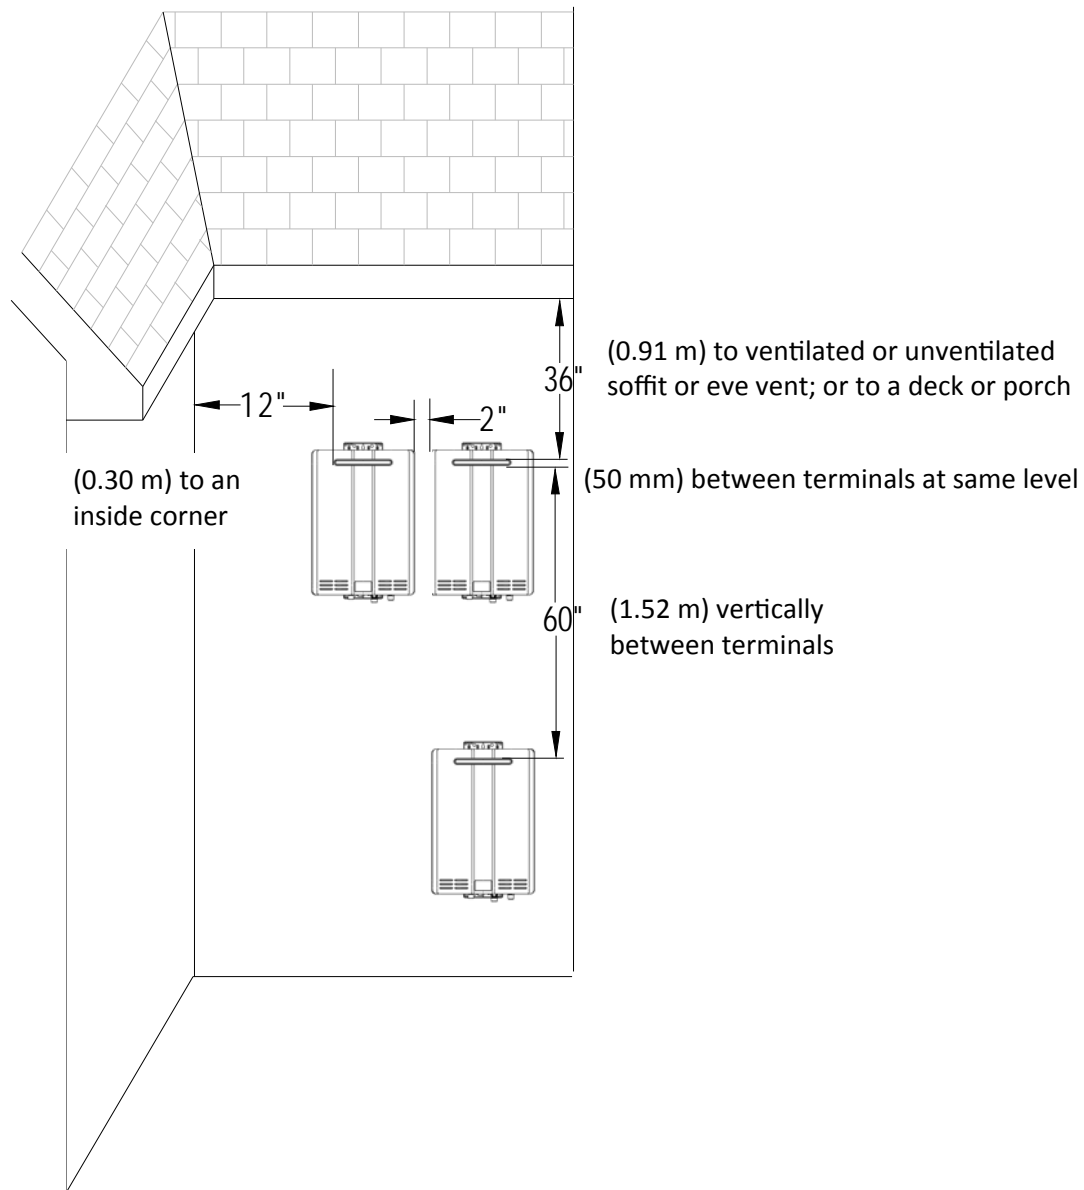 (0.91 m) to ventilated or unventilated
36"
soffit or eve vent; or to a deck or porch
12"
2"
(0.30 m) to an
inside corner
(50 mm) between terminals at same level
60"
(1.52 m) vertically
between terminals